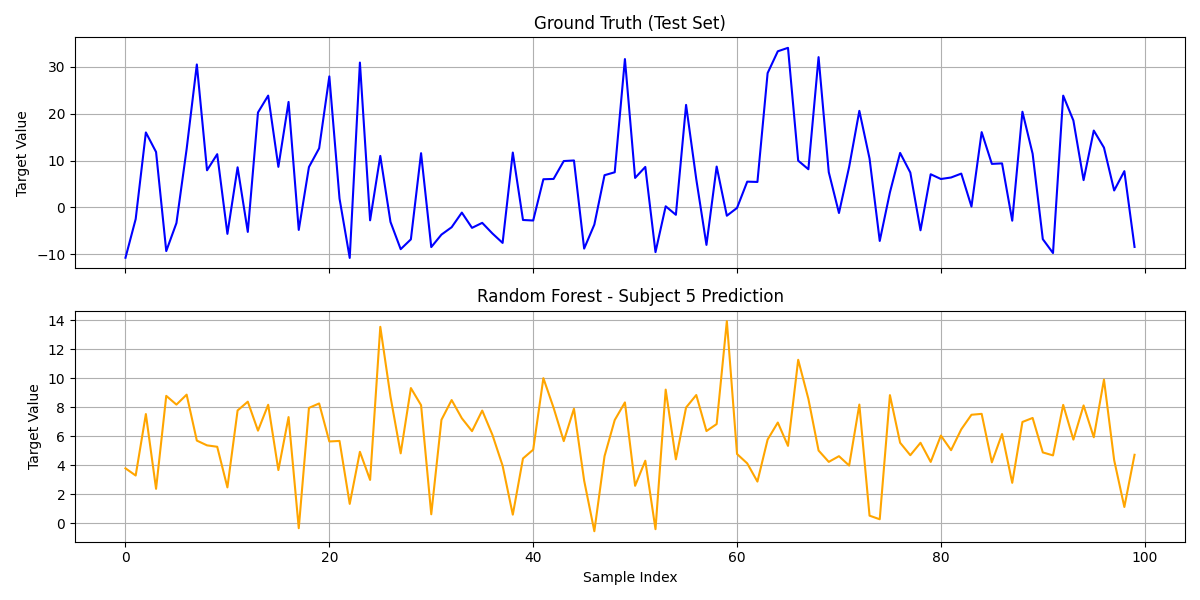 Ground Truth (Test Set)
Target Value
30
20
10
0
−10
Random Forest - Subject 5 Prediction
Target Value
14
12
10
8
6
4
2
0
0 20 40 60 80 100
Sample Index